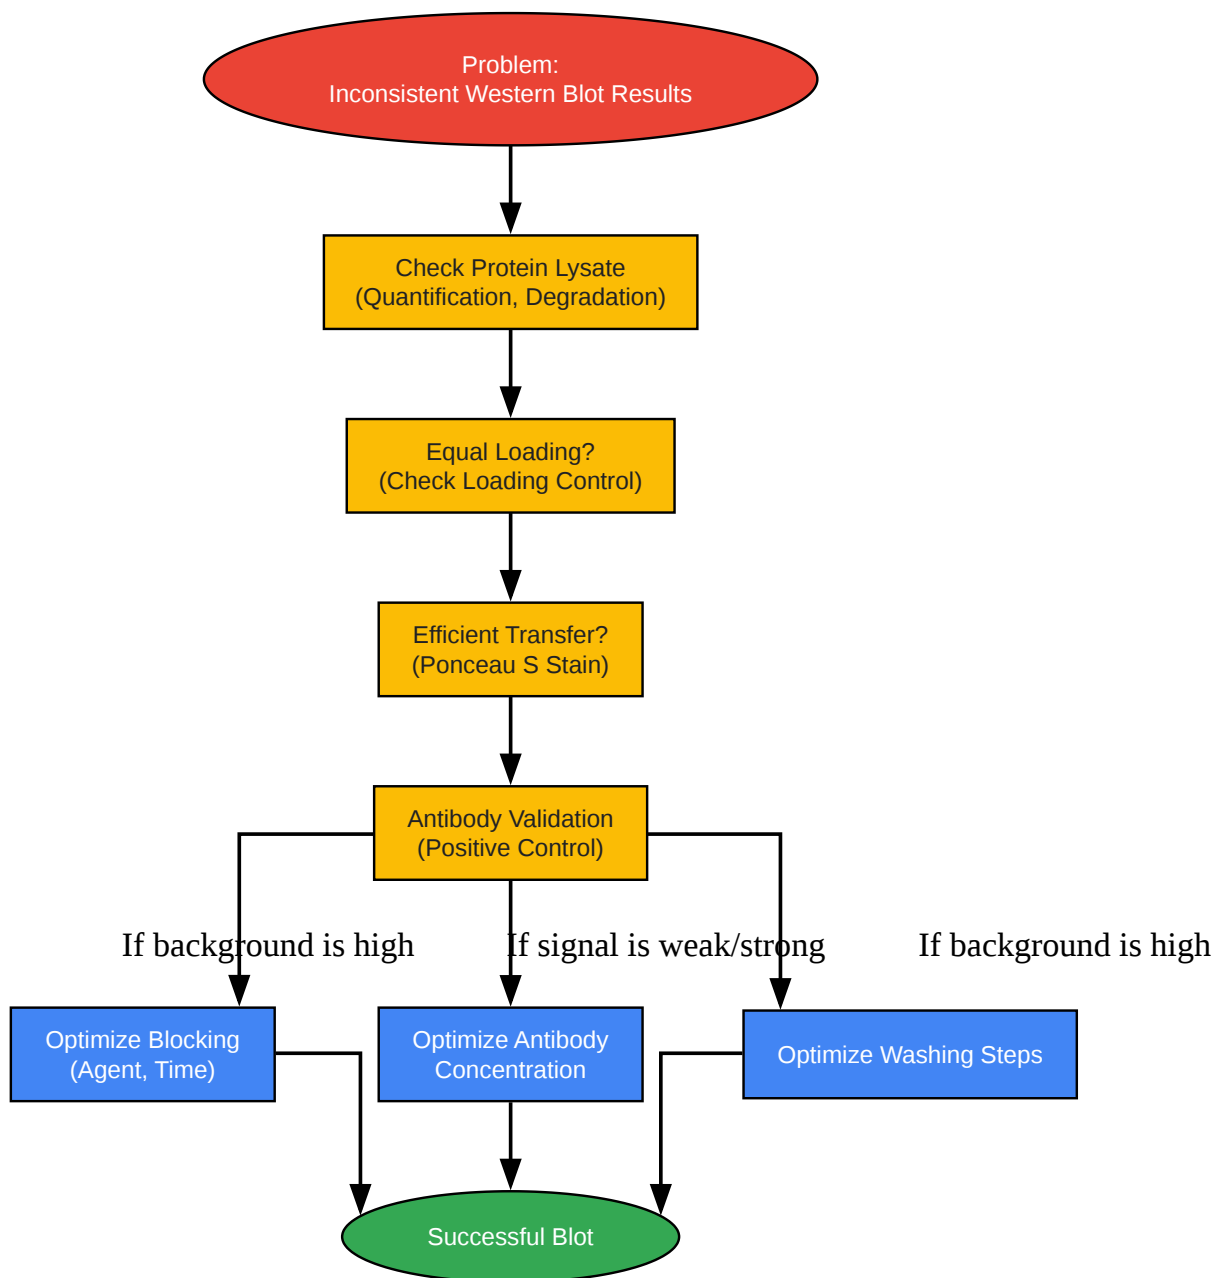 Problem:
Inconsistent Western Blot Results
Check Protein Lysate
(Quantification, Degradation)
Equal Loading?
(Check Loading Control)
Efficient Transfer?
(Ponceau S Stain)
Antibody Validation
(Positive Control)
If background is high
If signal is weak/strong
If background is high
Optimize Blocking
(Agent, Time)
Optimize Antibody
Concentration
Optimize Washing Steps
Successful Blot